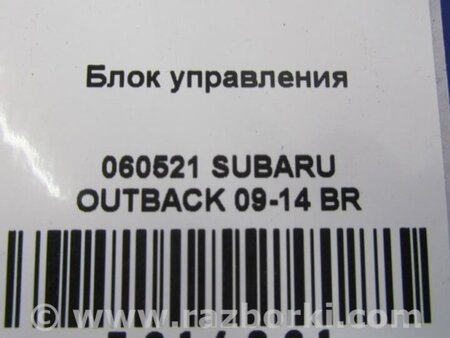 Блок управления
060521 SUBARU
OUTBACK 09-14 BR
www.razborki.com